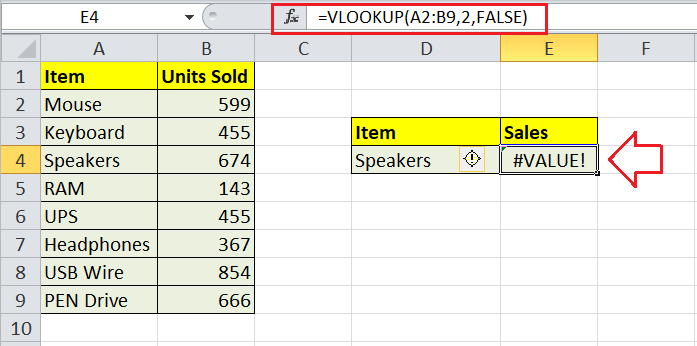 E4 fx =VLOOKUP(A2:B9,2,FALSE)
A B C D E F
1 Item Units Sold
2 Mouse 599
3 Keyboard 455 Item Sales
4 Speakers 674 Speakers #VALUE!
5 RAM 143
6 UPS 455
7 Headphones 367
8 USB Wire 854
9 PEN Drive 666
10